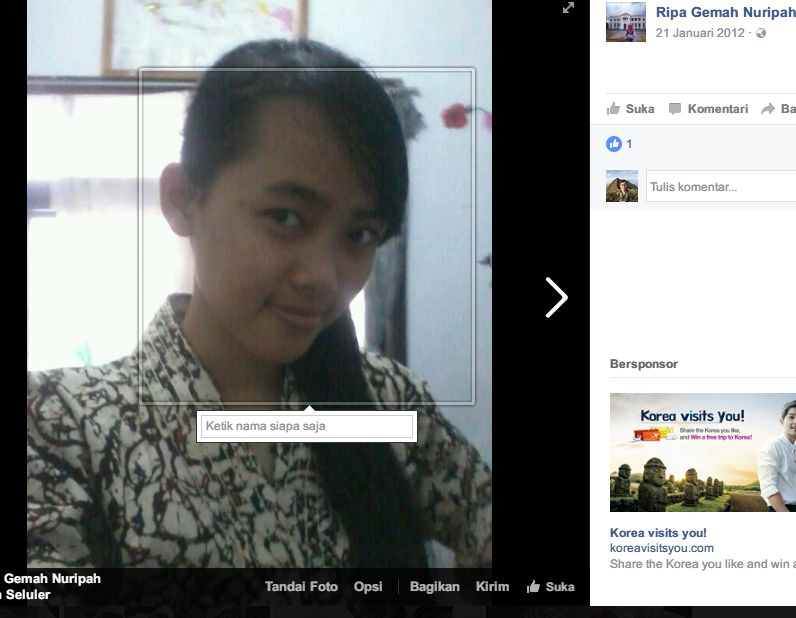 Ripa Gemah Nuripah
21 Januari 2012 ·
Suka Komentari Ba
1
Tulis komentar...
Ketik nama siapa saja
Bersponsor
Korea visits you!
Share the Korea you like,
and Win a free trip to Korea!
Korea visits you!
koreavisitsyou.com
Share the Korea you like and win a
Gemah Nuripah
Seluler
Tandai Foto Opsi Bagikan Kirim Suka